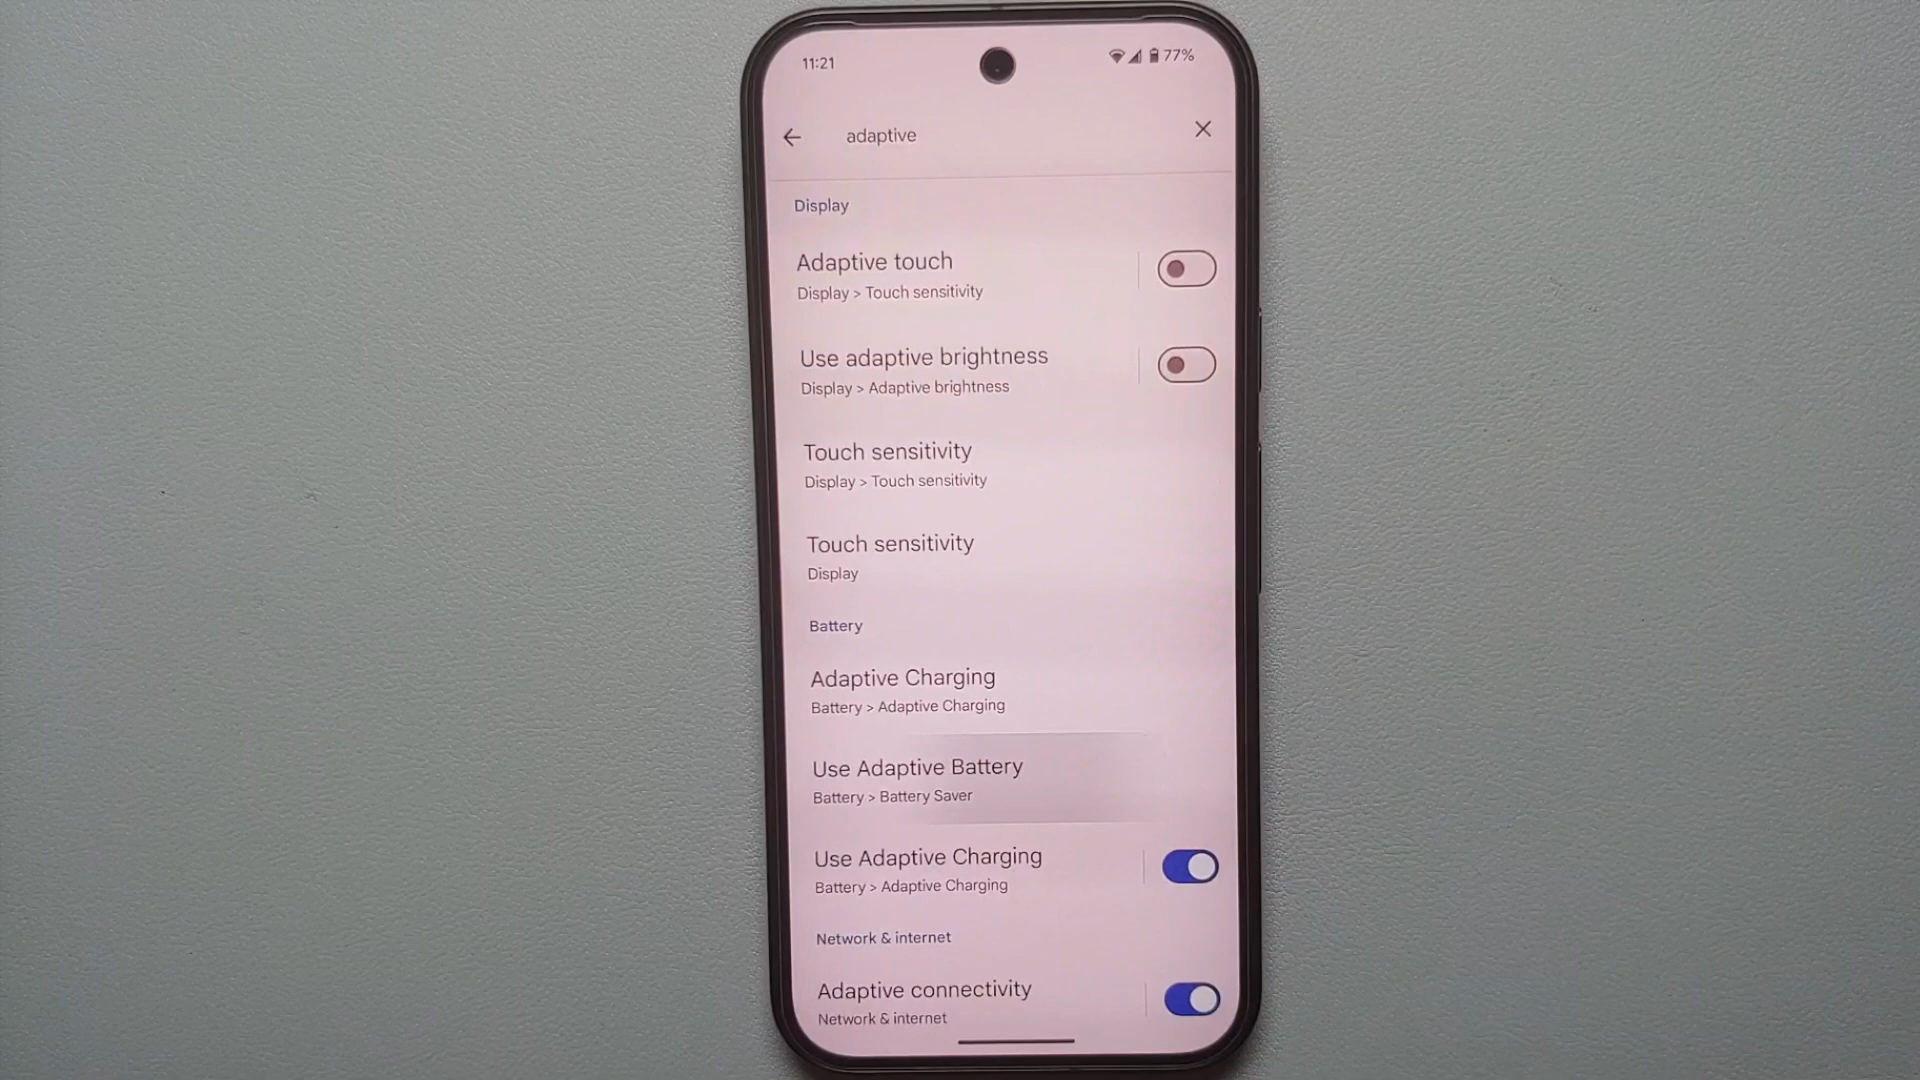 11:21
77%
adaptive
Display
Adaptive touch
Display > Touch sensitivity
Use adaptive brightness
Display > Adaptive brightness
Touch sensitivity
Display > Touch sensitivity
Touch sensitivity
Display
Battery
Adaptive Charging
Battery > Adaptive Charging
Use Adaptive Battery
Battery > Battery Saver
Use Adaptive Charging
Battery > Adaptive Charging
Network & internet
Adaptive connectivity
Network & internet